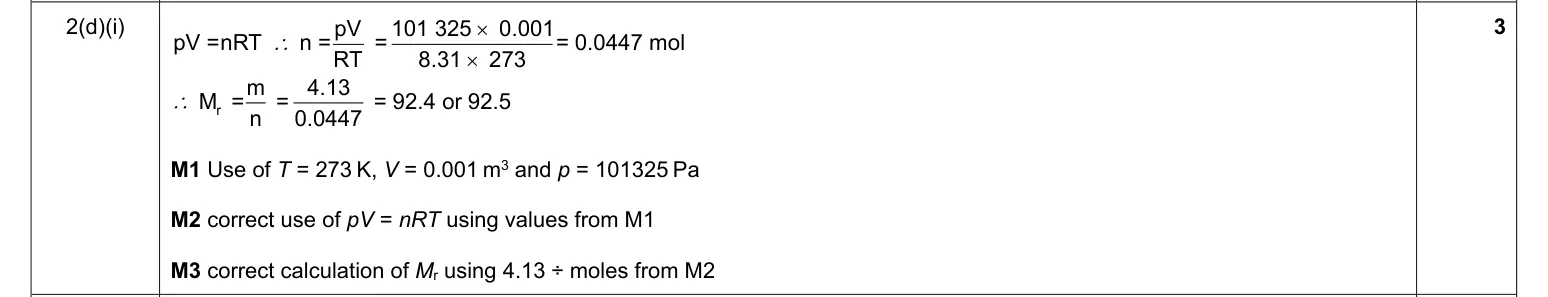 2(d)(i)
pV =nRT ∴ n = pV/RT = 101 325 × 0.001/8.31 × 273 = 0.0447 mol
∴ Mr = m/n = 4.13/0.0447 = 92.4 or 92.5
M1 Use of T = 273 K, V = 0.001 m³ and p = 101325 Pa
M2 correct use of pV = nRT using values from M1
M3 correct calculation of Mr using 4.13 ÷ moles from M2
3